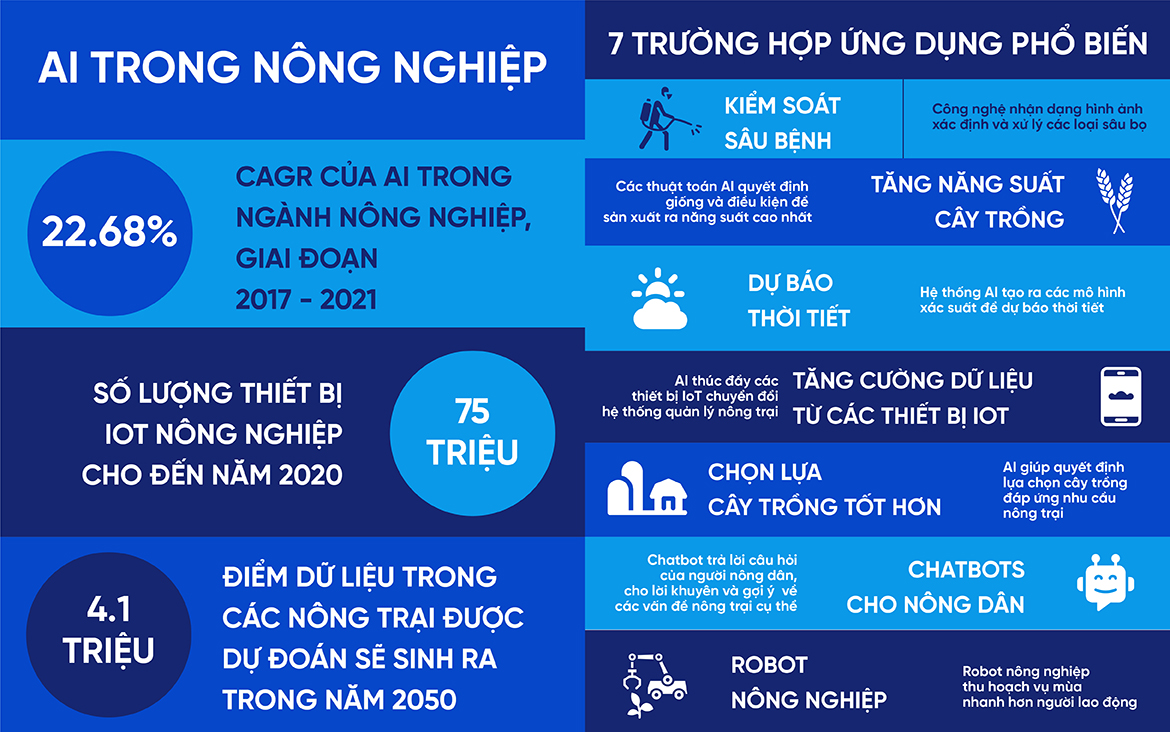 AI TRONG NÔNG NGHIỆP
22.68%
CAGR CỦA AI TRONG
NGÀNH NÔNG NGHIỆP,
GIAI ĐOẠN
2017 - 2021
SỐ LƯỢNG THIẾT BỊ
IOT NÔNG NGHIỆP
CHO ĐẾN NĂM 2020
75
TRIỆU
4.1
TRIỆU
ĐIỂM DỮ LIỆU TRONG
CÁC NÔNG TRẠI ĐƯỢC
DỰ ĐOÁN SẼ SINH RA
TRONG NĂM 2050
7 TRƯỜNG HỢP ỨNG DỤNG PHỔ BIẾN
KIỂM SOÁT
SÂU BỆNH
Công nghệ nhận dạng hình ảnh
xác định và xử lý các loại sâu bọ
Các thuật toán AI quyết định
giống và điều kiện để
sản xuất ra năng suất cao nhất
TĂNG NĂNG SUẤT
CÂY TRỒNG
DỰ BÁO
THỜI TIẾT
Hệ thống AI tạo ra các mô hình
xác suất để dự báo thời tiết
AI thúc đẩy các
thiết bị IoT chuyển đổi
hệ thống quản lý nông trại
TĂNG CƯỜNG DỮ LIỆU
TỪ CÁC THIẾT BỊ IOT
CHỌN LỰA
CÂY TRỒNG TỐT HƠN
AI giúp quyết định
lựa chọn cây trồng
đáp ứng nhu cầu
nông trại
Chatbot trả lời câu hỏi
của người nông dân,
cho lời khuyên và gợi ý về
các vấn đề nông trại cụ thể
CHATBOTS
CHO NÔNG DÂN
ROBOT
NÔNG NGHIỆP
Robot nông nghiệp
thu hoạch vụ mùa
nhanh hơn người lao động